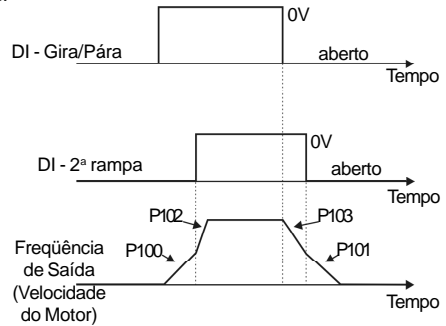 0V
DI - Gira/Pára
aberto
Tempo
0V
DI - 2ª rampa
aberto
Tempo
P102
P103
Freqüência
de Saída
(Velocidade
do Motor)
P100
P101
Tempo